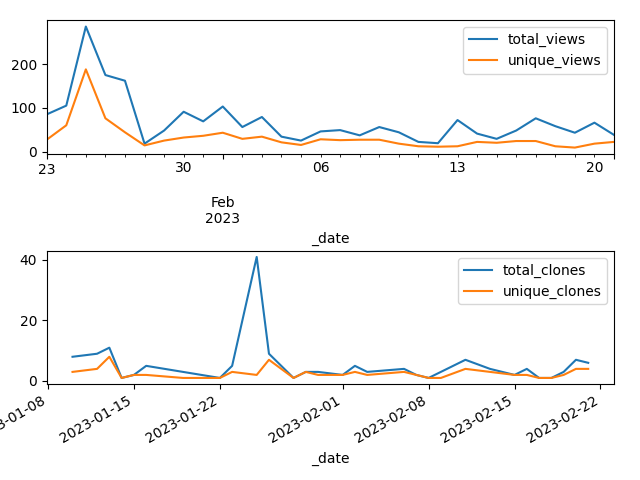 total_views
unique_views
200
100
0
23 30 06 13 20
Feb
2023
_date
total_clones
unique_clones
40
20
0
2023-01-15 2023-01-22 2023-02-01 2023-02-08 2023-02-15 2023-02-22
_date